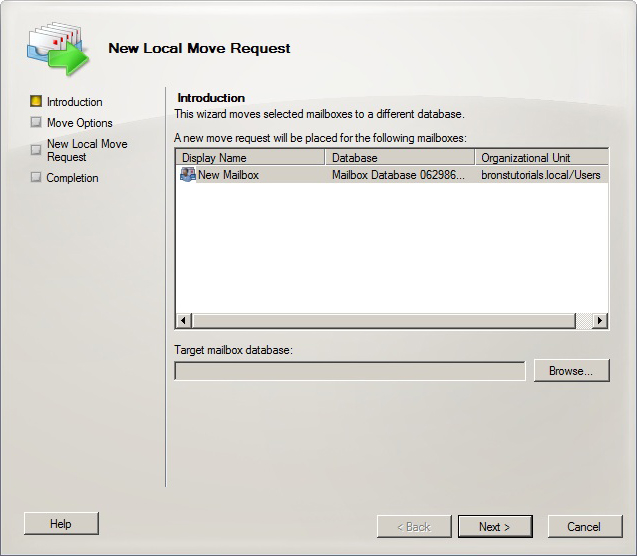 New Local Move Request
Introduction
Move Options
New Local Move
Request
Completion
Introduction
This wizard moves selected mailboxes to a different database.
A new move request will be placed for the following mailboxes:
Display Name Database Organizational Unit
New Mailbox Mailbox Database 062986... bronstutorials.local/Users
Target mailbox database:
Browse...
Help
< Back
Next >
Cancel